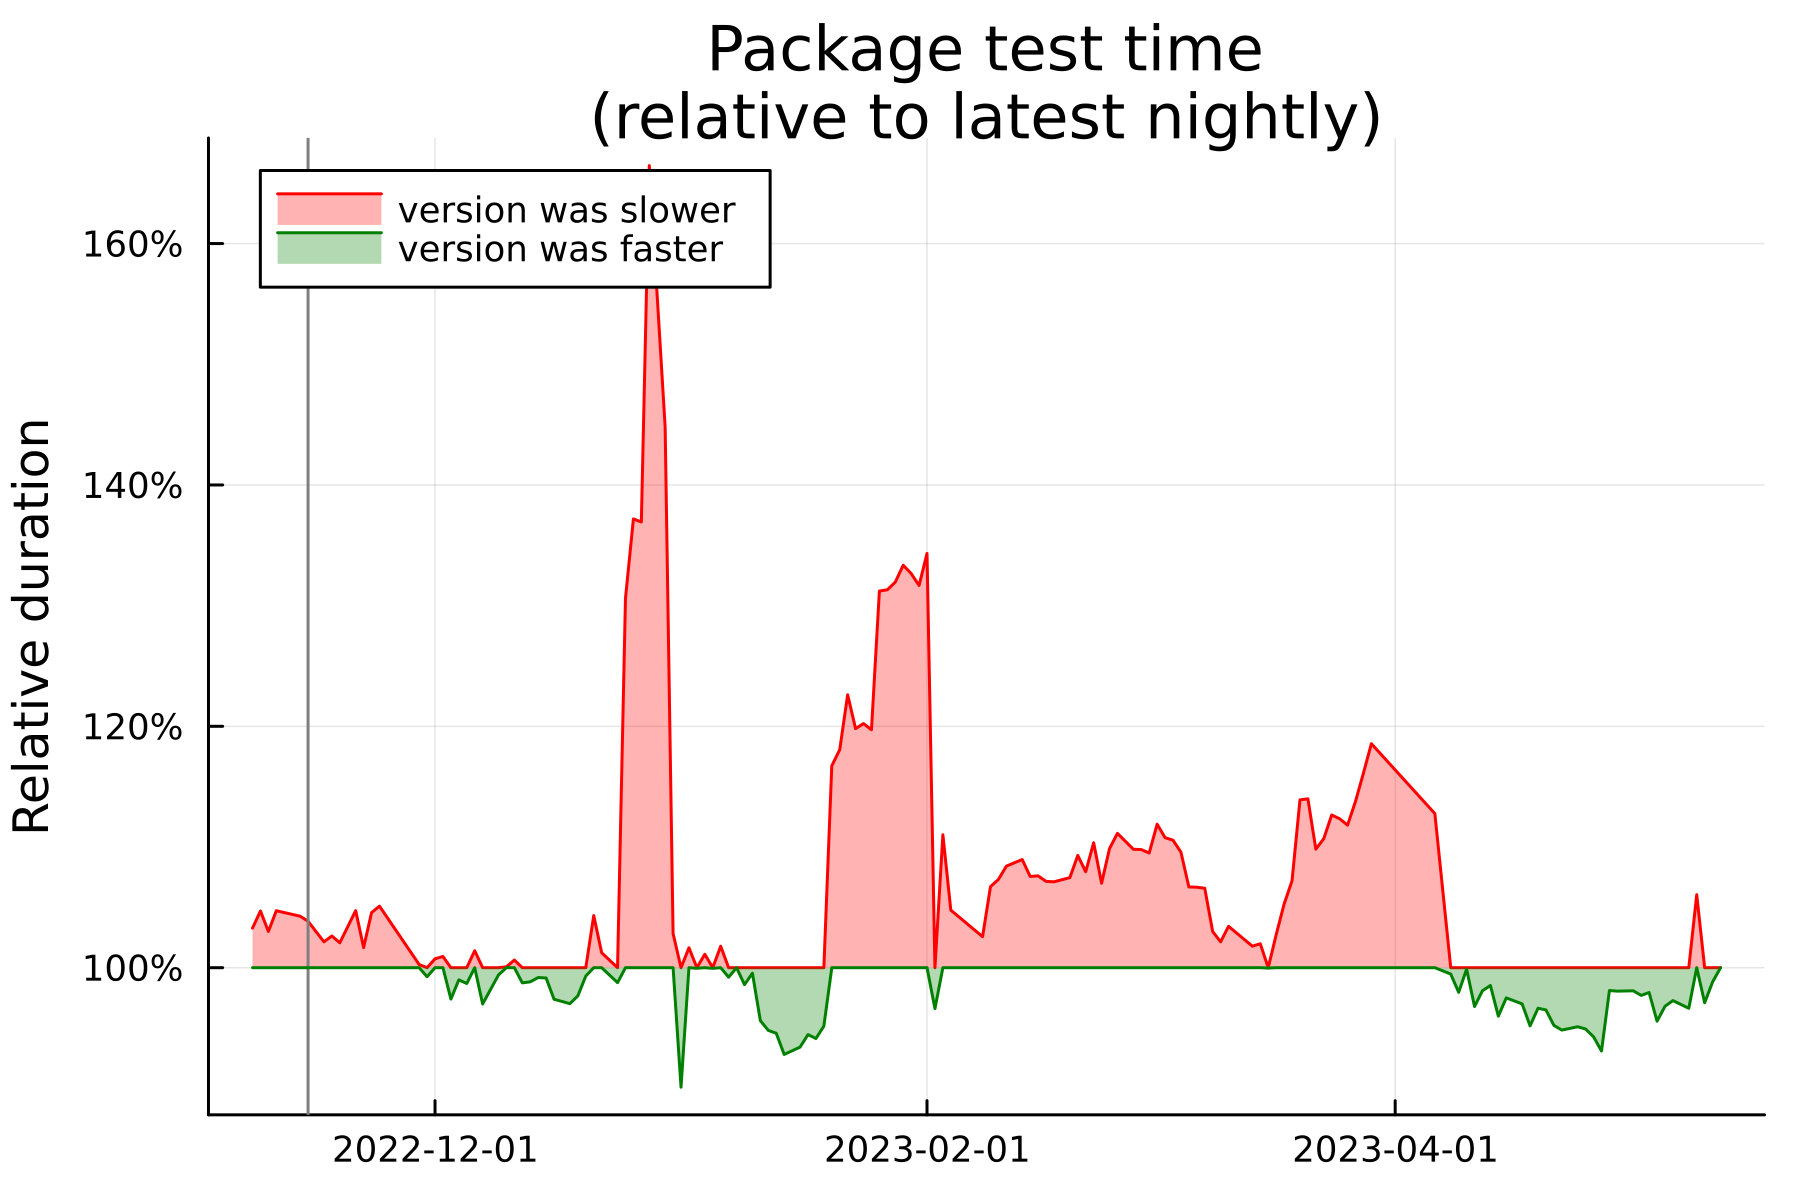 Package test time
(relative to latest nightly)
version was slower
version was faster
160%
140%
120%
100%
Relative duration
2022-12-01
2023-02-01
2023-04-01